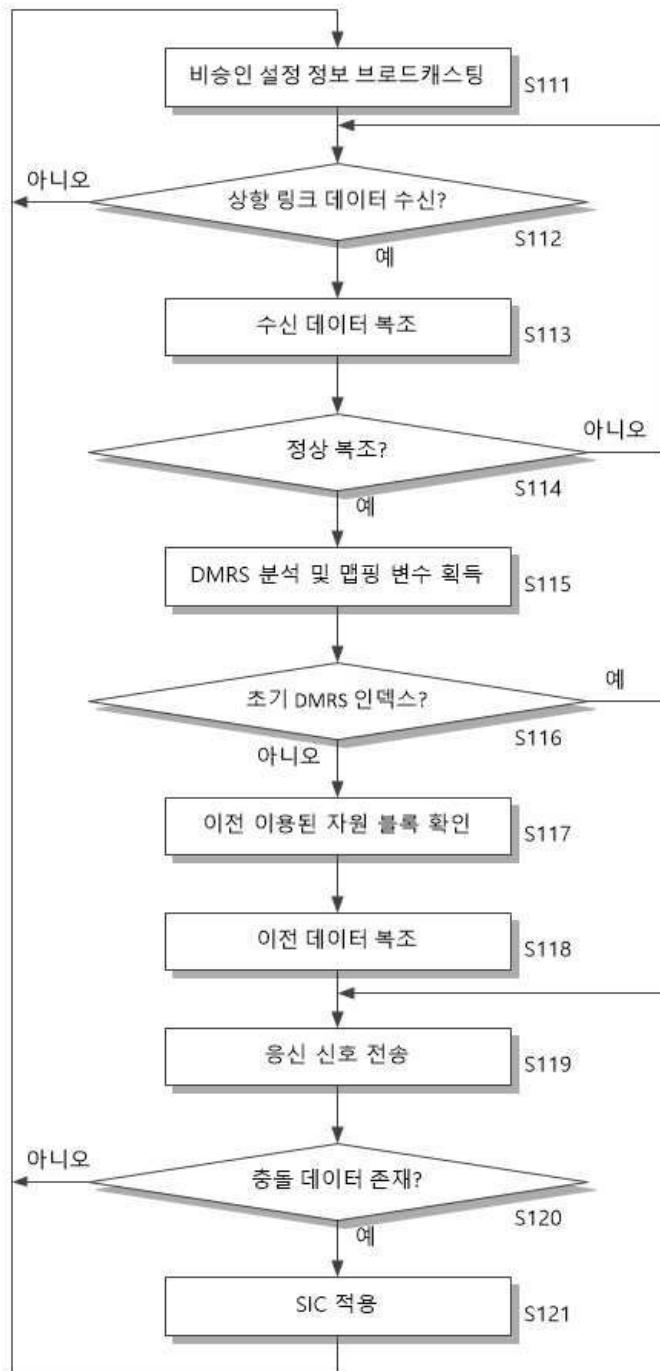 비승인 설정 정보 브로드캐스팅
S111
아니오
상향 링크 데이터 수신?
S112
예
수신 데이터 복조
S113
정상 복조?
아니오
S114
예
DMRS 분석 및 맵핑 변수 획득
S115
초기 DMRS 인덱스?
예
S116
아니오
이전 이용된 자원 블록 확인
S117
이전 데이터 복조
S118
응신 신호 전송
S119
아니오
충돌 데이터 존재?
S120
예
SIC 적용
S121